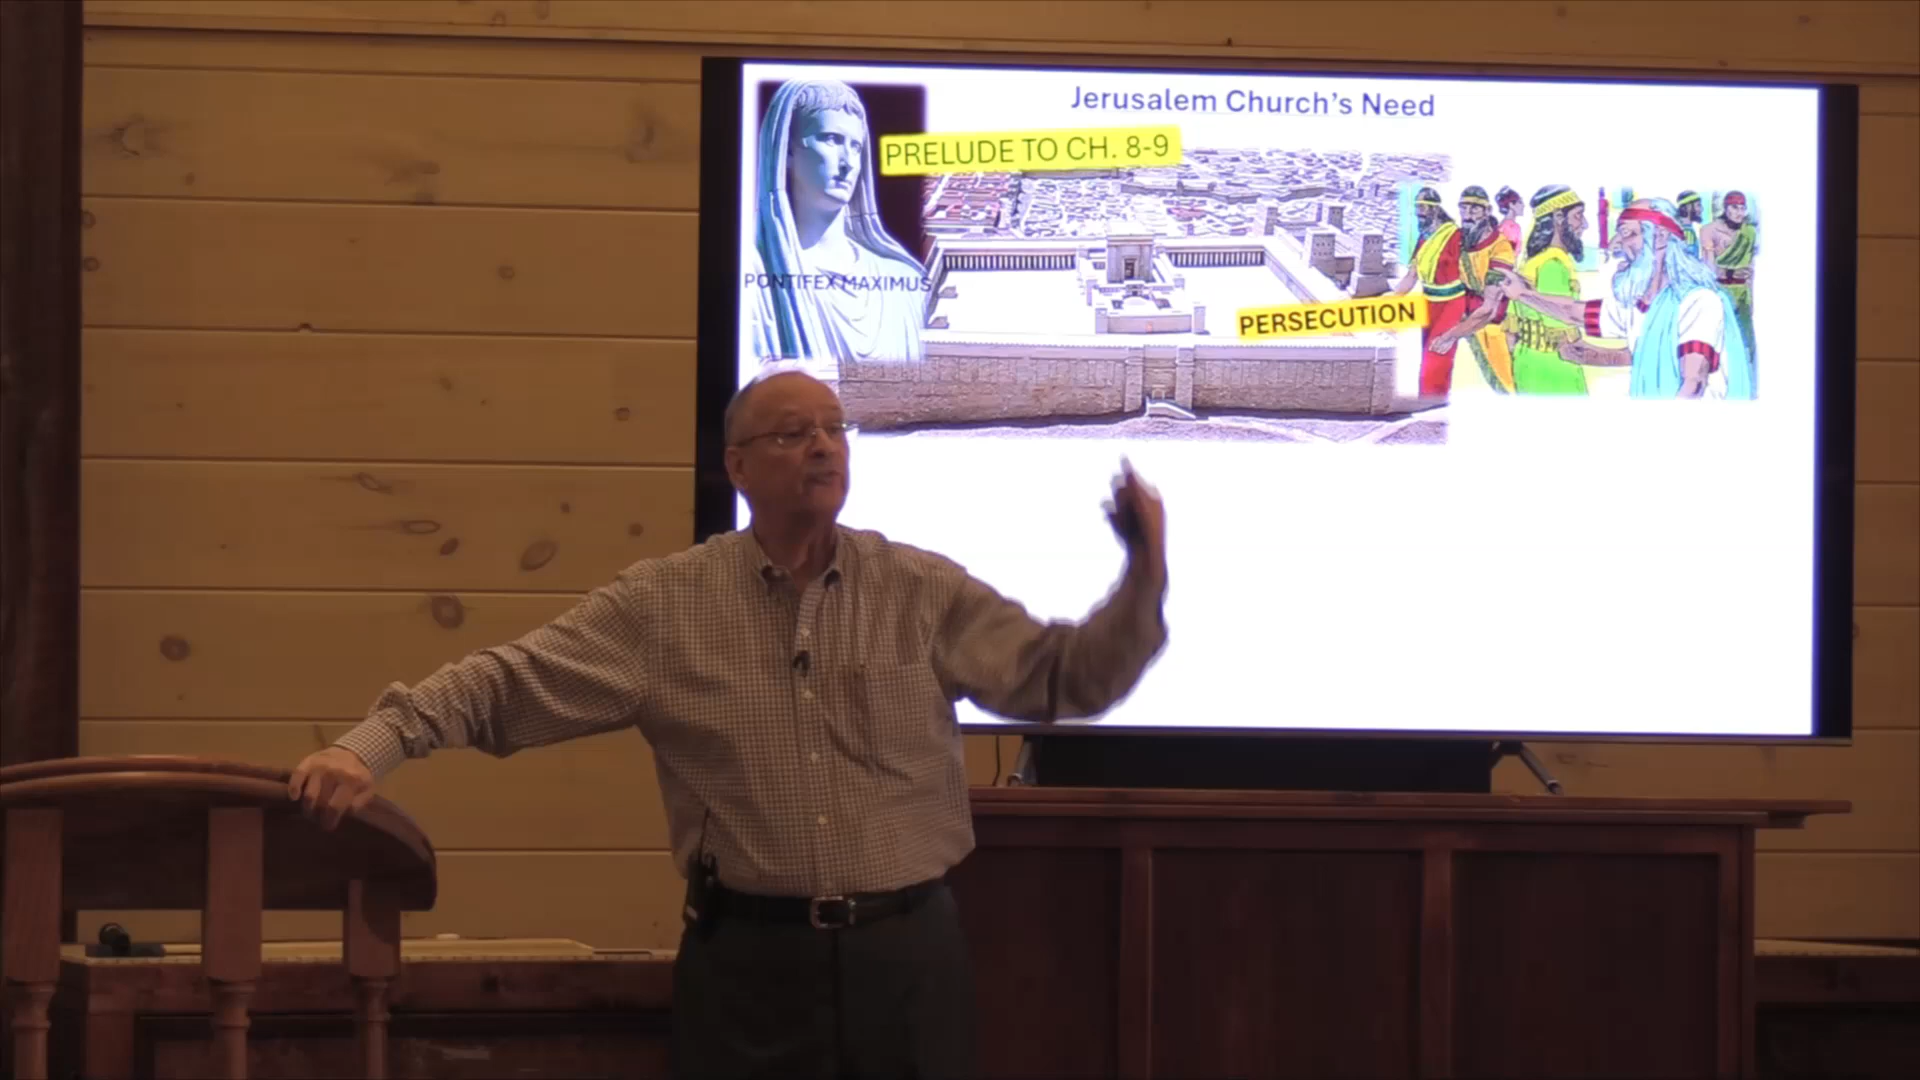 Jerusalem Church's Need
PRELUDE TO CH. 8-9
PONTIFEX MAXIMUS
PERSECUTION